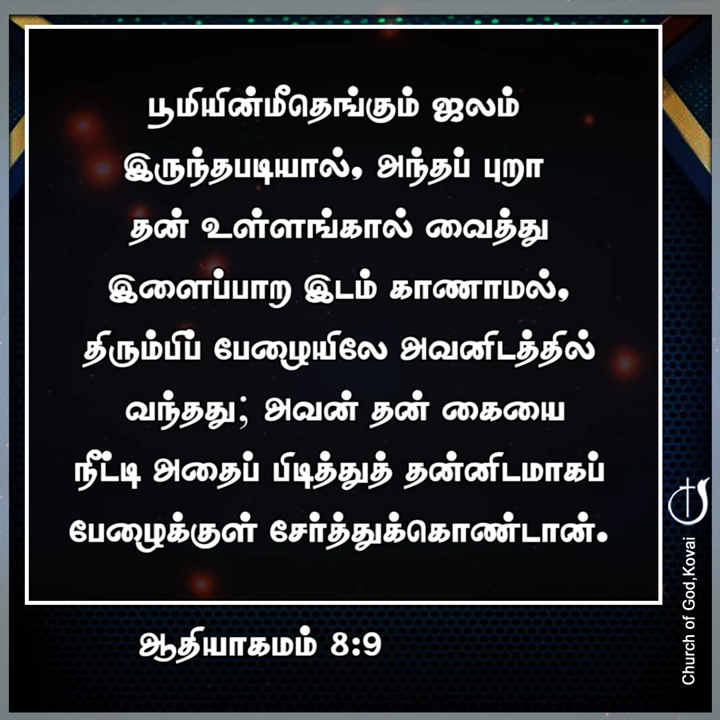 பூமியின்மீதெங்கும் ஜலம்
இருந்தபடியால், அந்தப் புறா
தன் உள்ளங்கால் வைத்து
இளைப்பாற இடம் காணாமல்,
திரும்பிப் பேழையிலே அவனிடத்தில்
வந்தது; அவன் தன் கையை
நீட்டி அதைப் பிடித்துத் தன்னிடமாகப்
பேழைக்குள் சேர்த்துக்கொண்டான்.
ஆதியாகமம் 8:9
Church of God,Kovai